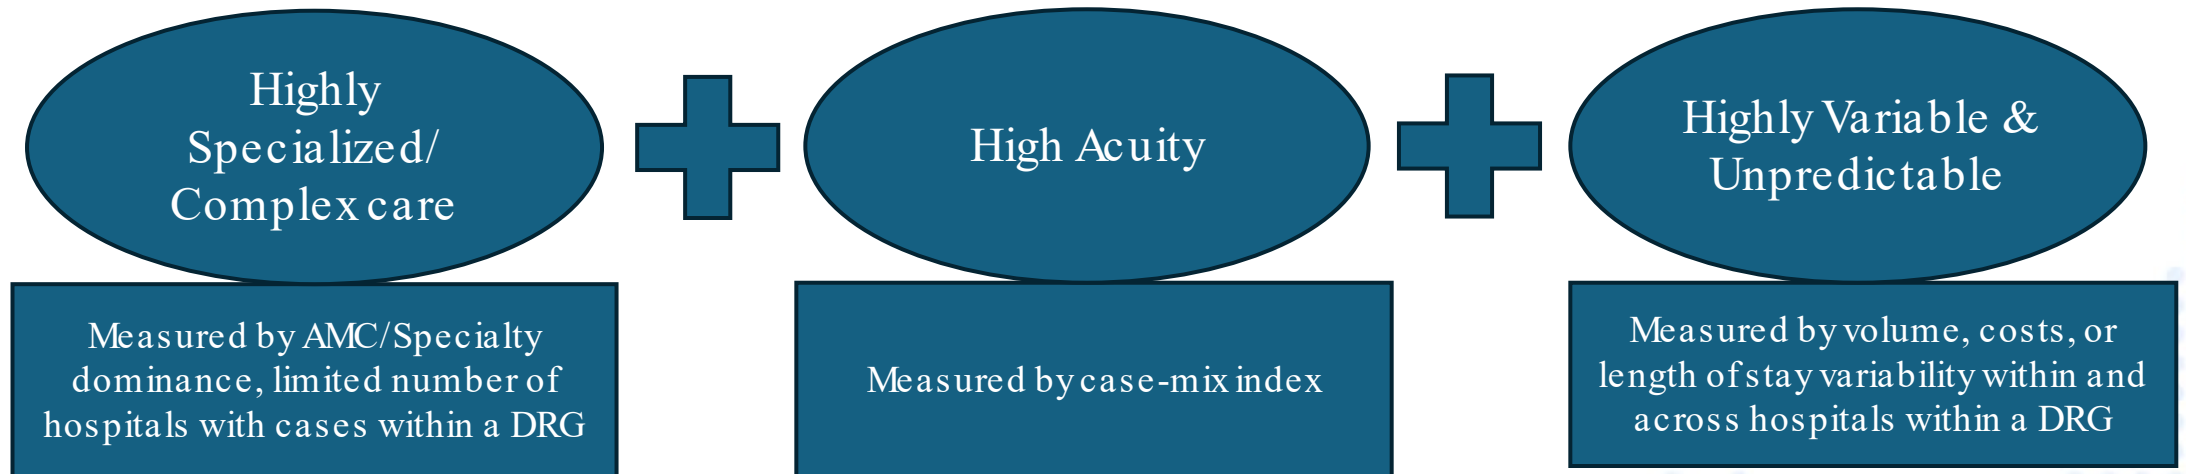 Highly
Specialized/
Complex care
High Acuity
Highly Variable &
Unpredictable
Measured by AMC/Specialty
dominance, limited number of
hospitals with cases within a DRG
Measured by case-mix index
Measured by volume, costs, or
length of stay variability within and
across hospitals within a DRG